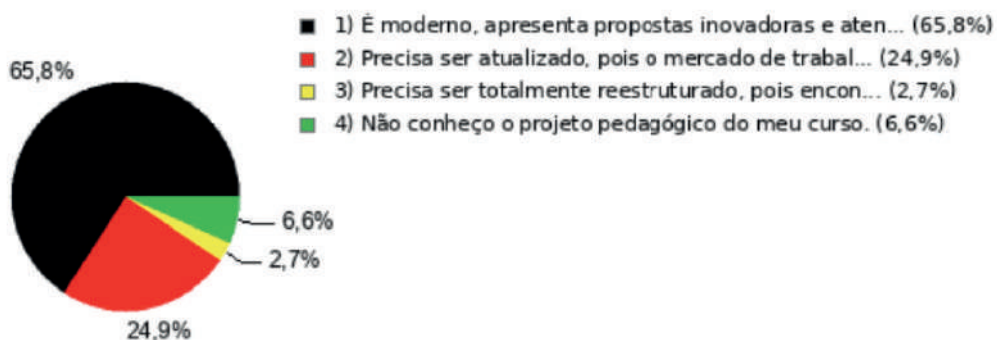 1) É moderno, apresenta propostas inovadoras e aten... (65,8%)
2) Precisa ser atualizado, pois o mercado de trabal... (24,9%)
3) Precisa ser totalmente reestruturado, pois encon... (2,7%)
4) Não conheço o projeto pedagógico do meu curso. (6,6%)
65,8%
6,6%
2,7%
24,9%